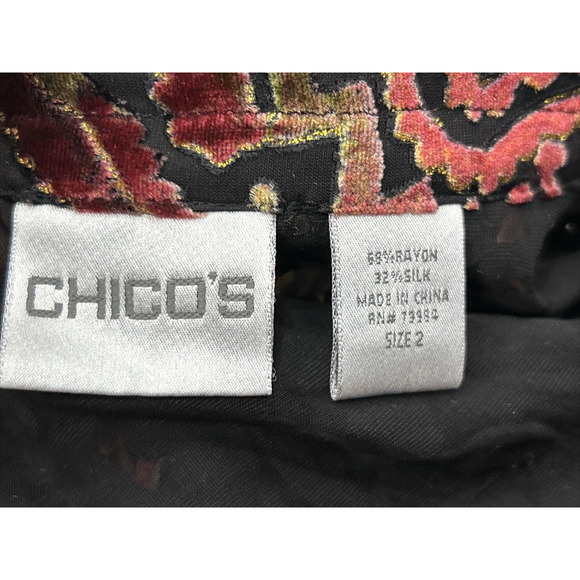 CHICO'S
68% RAYON
32% SILK
MADE IN CHINA
RN# 79984
SIZE 2